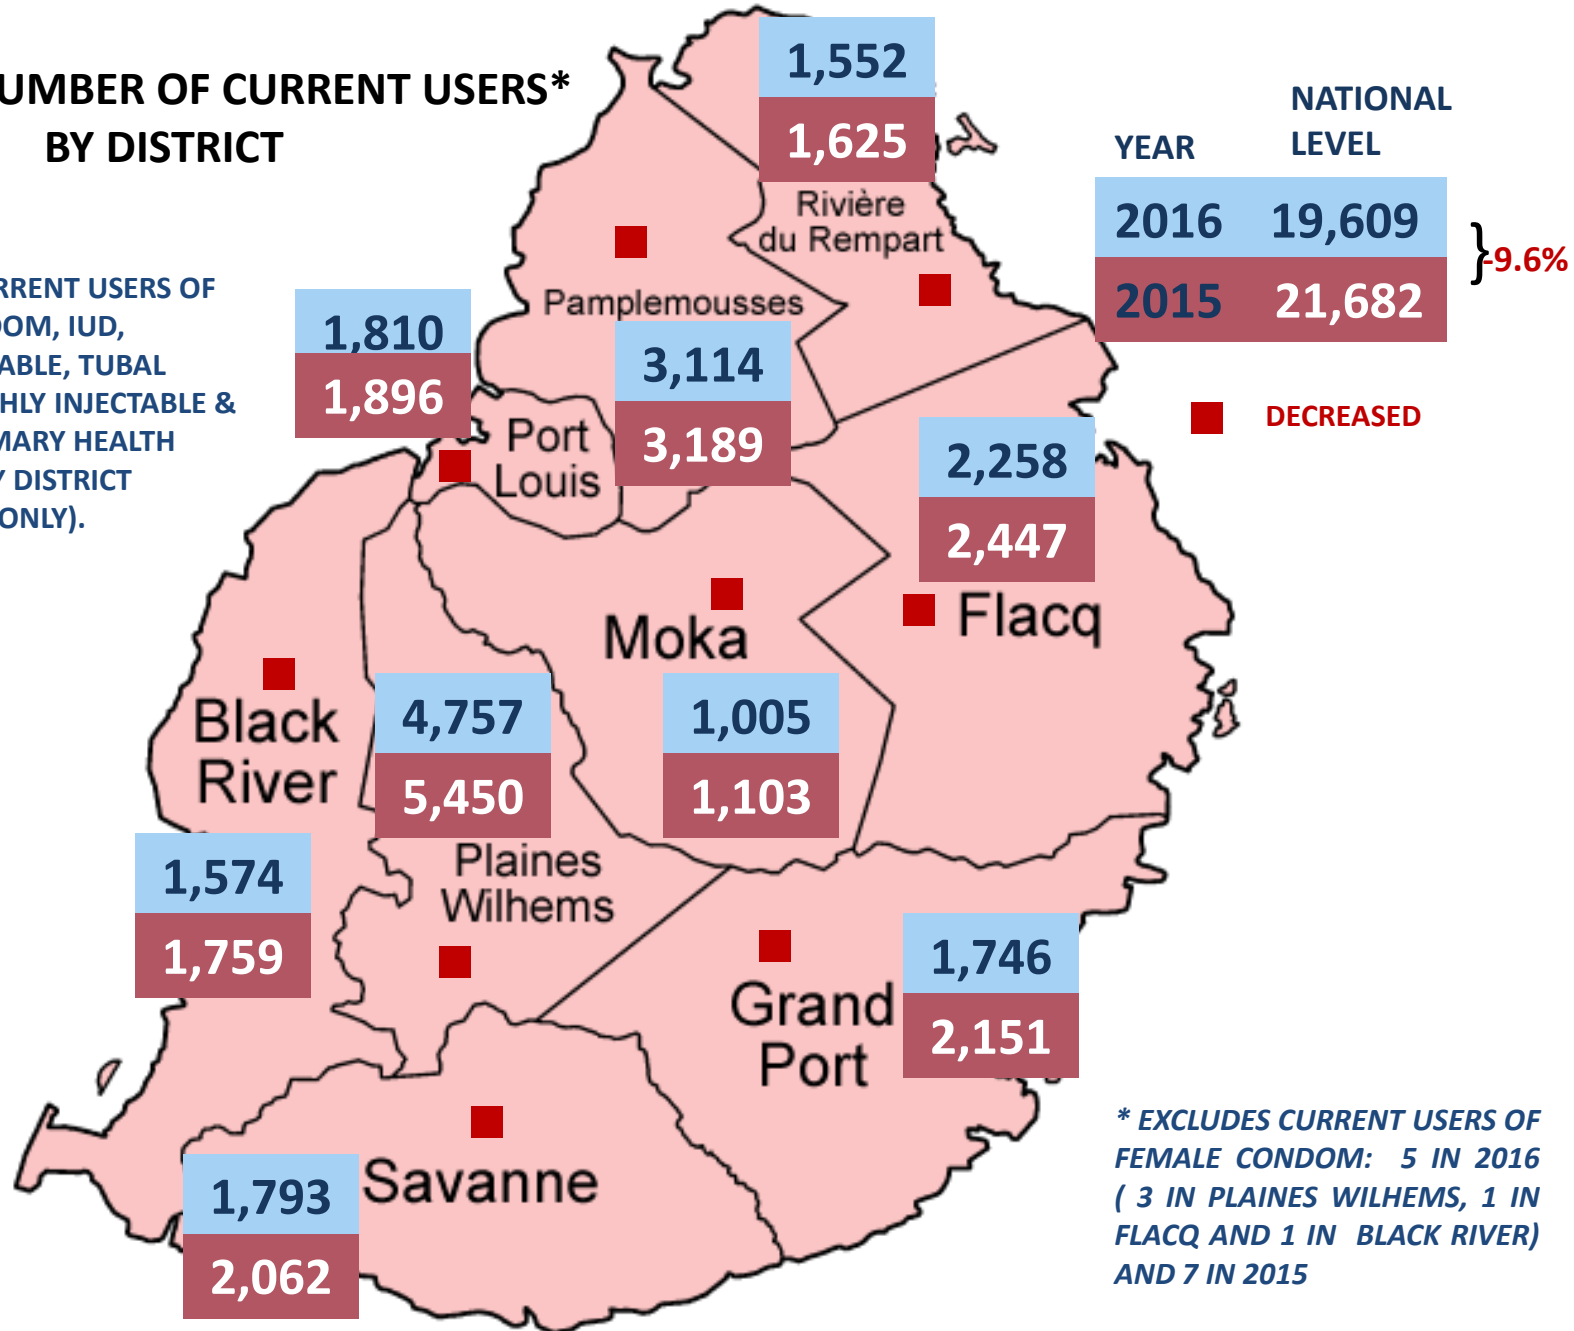 UMBER OF CURRENT USERS*
BY DISTRICT
RRENT USERS OF
DOM, IUD,
ABLE, TUBAL
HLY INJECTABLE &
MARY HEALTH
Y DISTRICT
ONLY).
1,552
1,625
Rivière
du Rempart
NATIONAL
YEAR LEVEL
2016 19,609
2015 21,682
}-9.6%
DECREASED
Pamplemousses
3,114
3,189
1,810
1,896
Port
Louis
2,258
2,447
Flacq
Moka
1,005
1,103
Black
River
1,574
1,759
4,757
5,450
Plaines
Wilhems
Grand
Port
1,746
2,151
Savanne
1,793
2,062
* EXCLUDES CURRENT USERS OF
FEMALE CONDOM: 5 IN 2016
( 3 IN PLAINES WILHEMS, 1 IN
FLACQ AND 1 IN BLACK RIVER)
AND 7 IN 2015